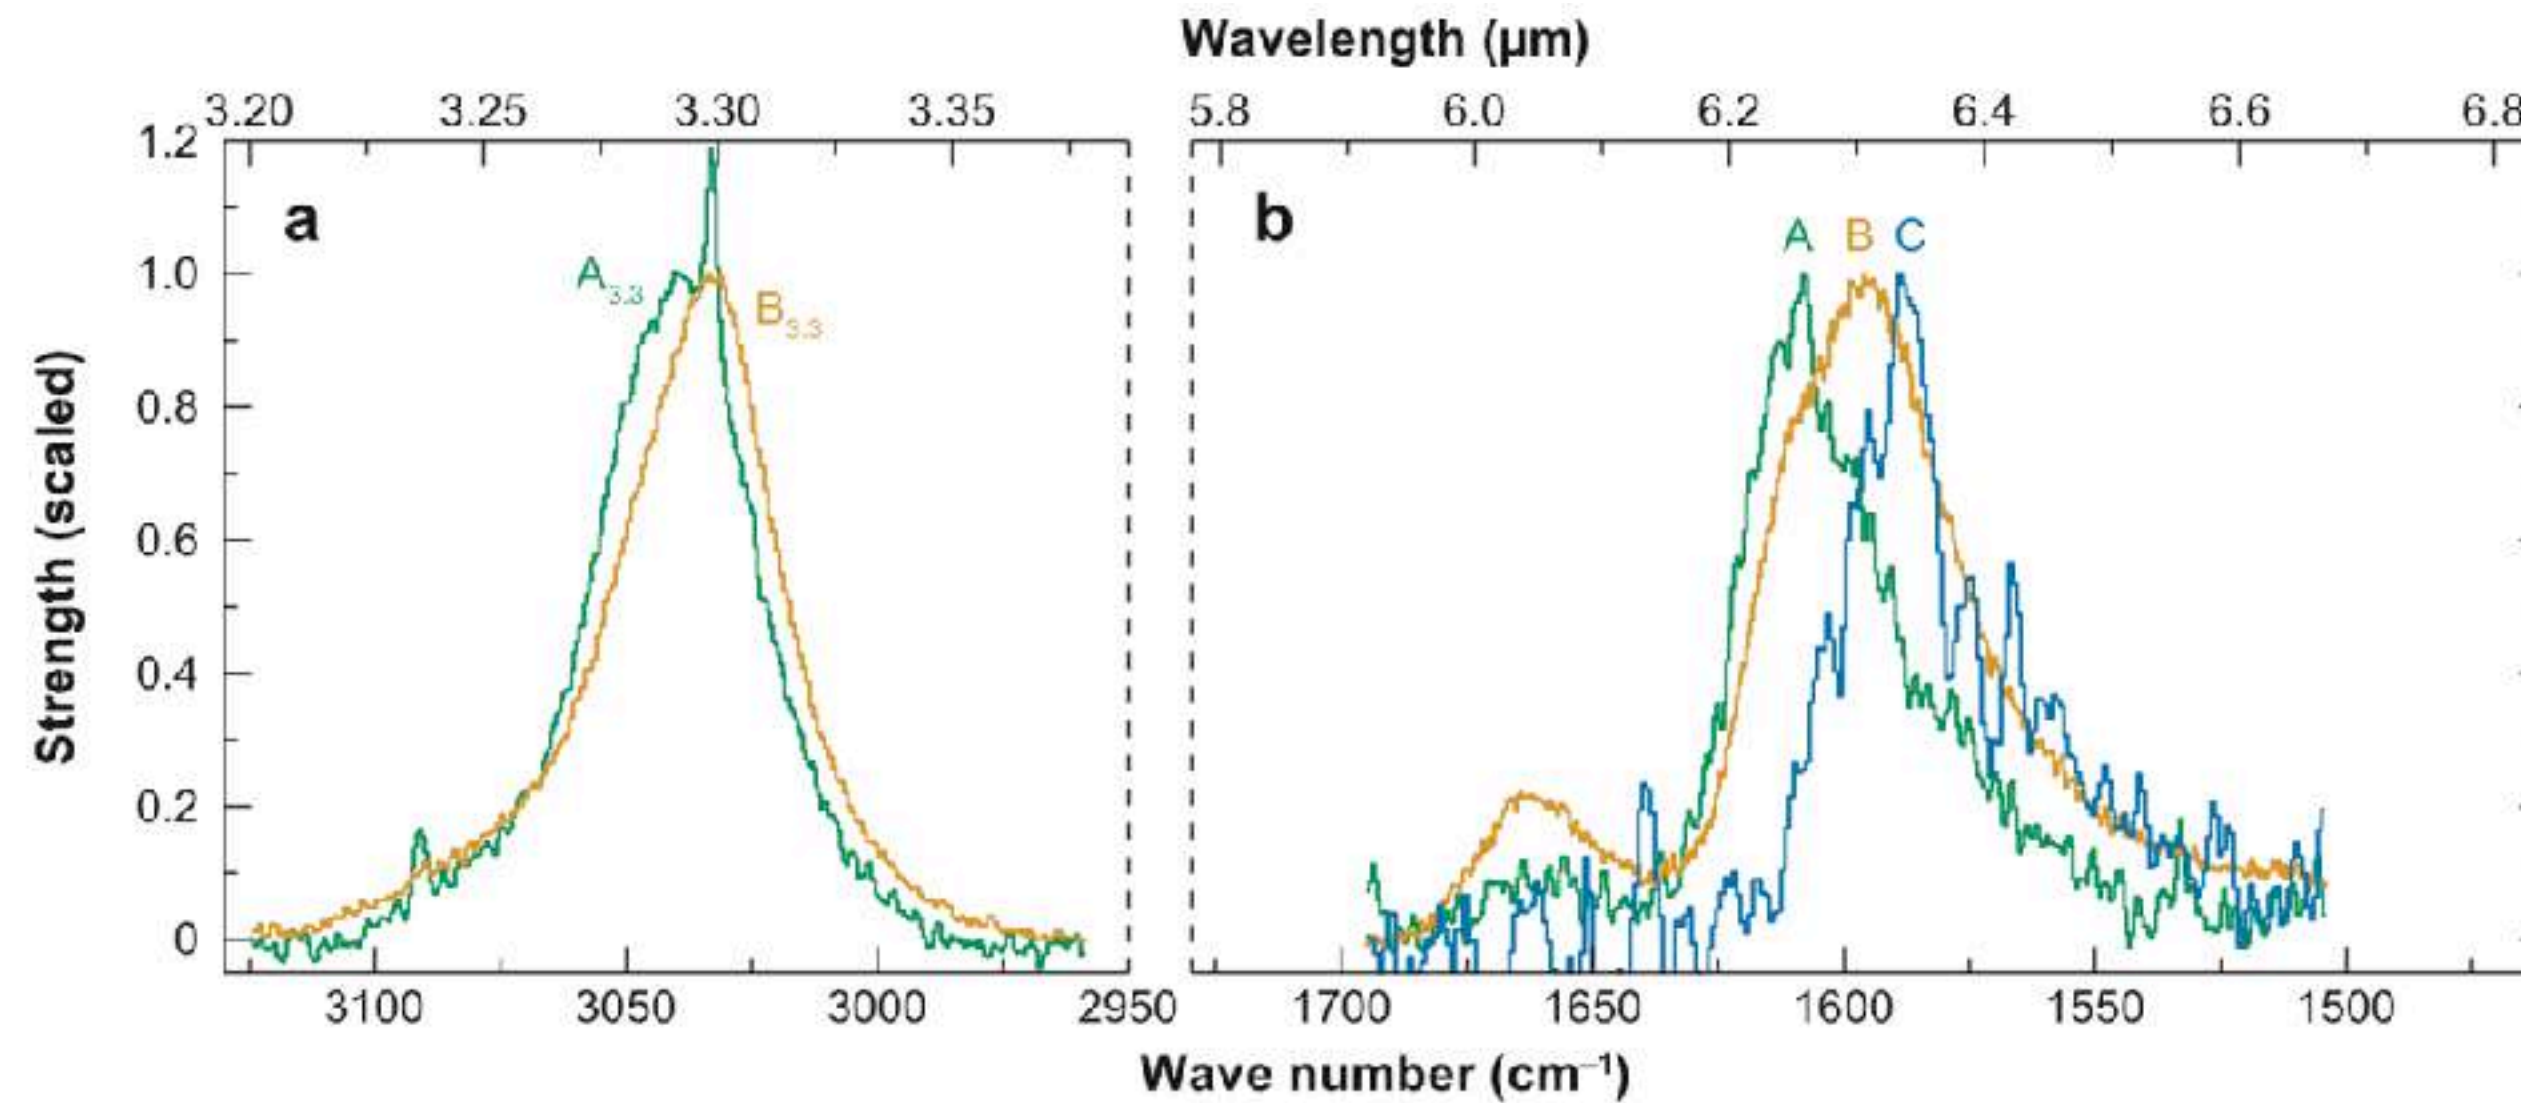 Wavelength (µm)
3.20 3.25 3.30 3.35 5.8 6.0 6.2 6.4 6.6 6.8
1.2
a b
A B C
1.0
A3.3
B3.3
0.8
0.6
0.4
0.2
0
Strength (scaled)
3100 3050 3000 2950 1700 1650 1600 1550 1500
Wave number (cm⁻¹)